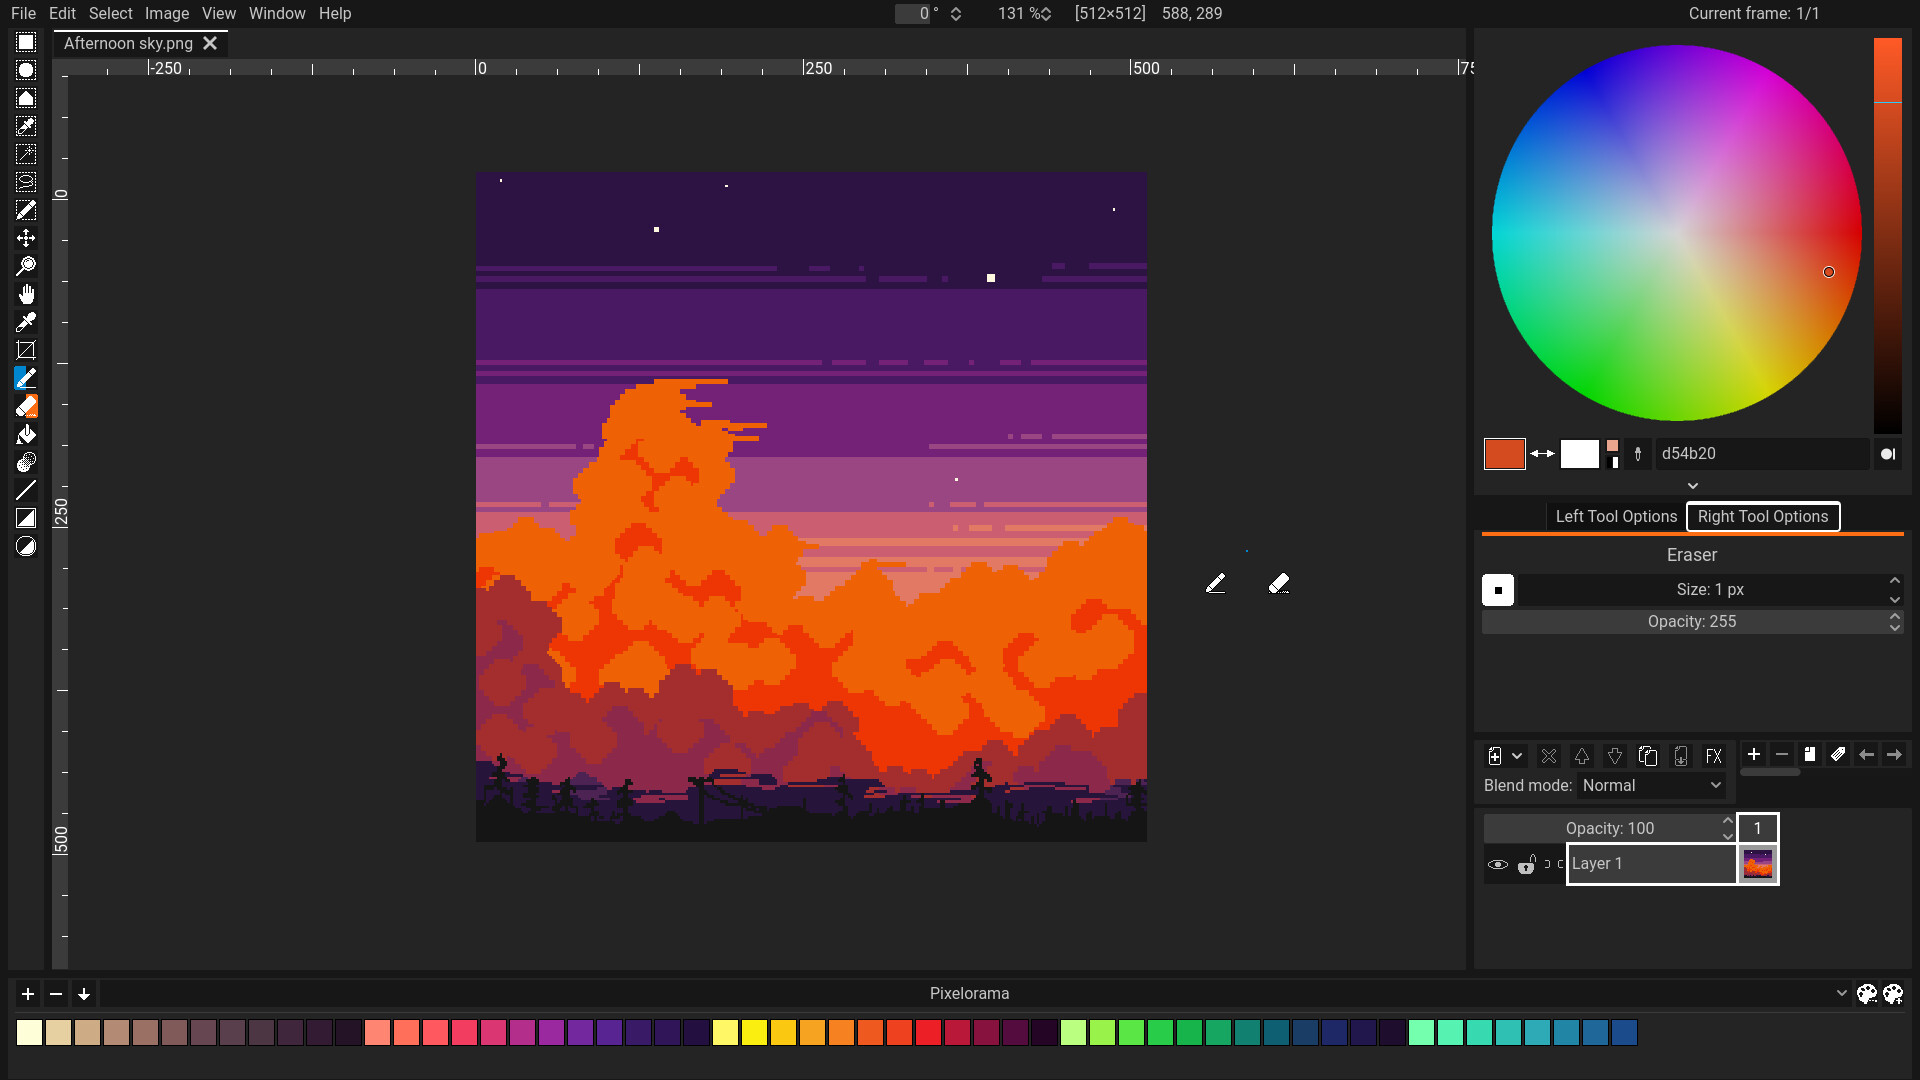 File Edit Select Image View Window Help
0 ° 131 % [512×512] 588, 289
Current frame: 1/1
Afternoon sky.png
-250 0 250 500 75
0
250
500
d54b20
Left Tool Options Right Tool Options
Eraser
Size: 1 px
Opacity: 255
FX
Blend mode: Normal
Opacity: 100 1
Layer 1
Pixelorama